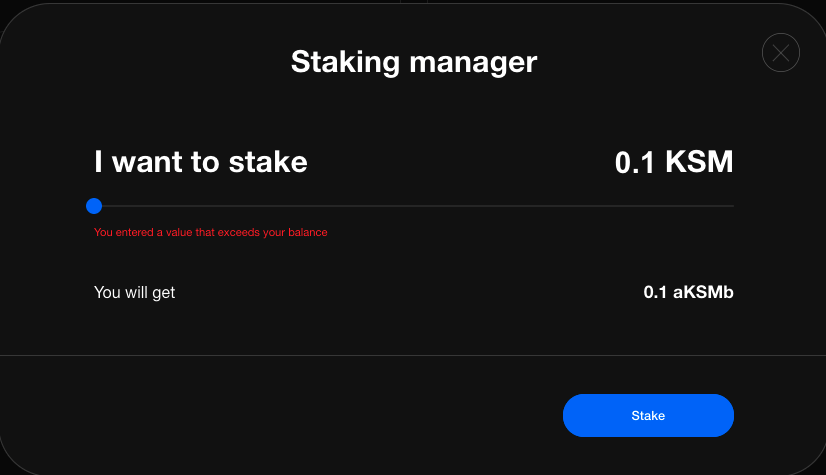 Staking manager
I want to stake 0.1 KSM
You entered a value that exceeds your balance
You will get 0.1 aKSMb
Stake